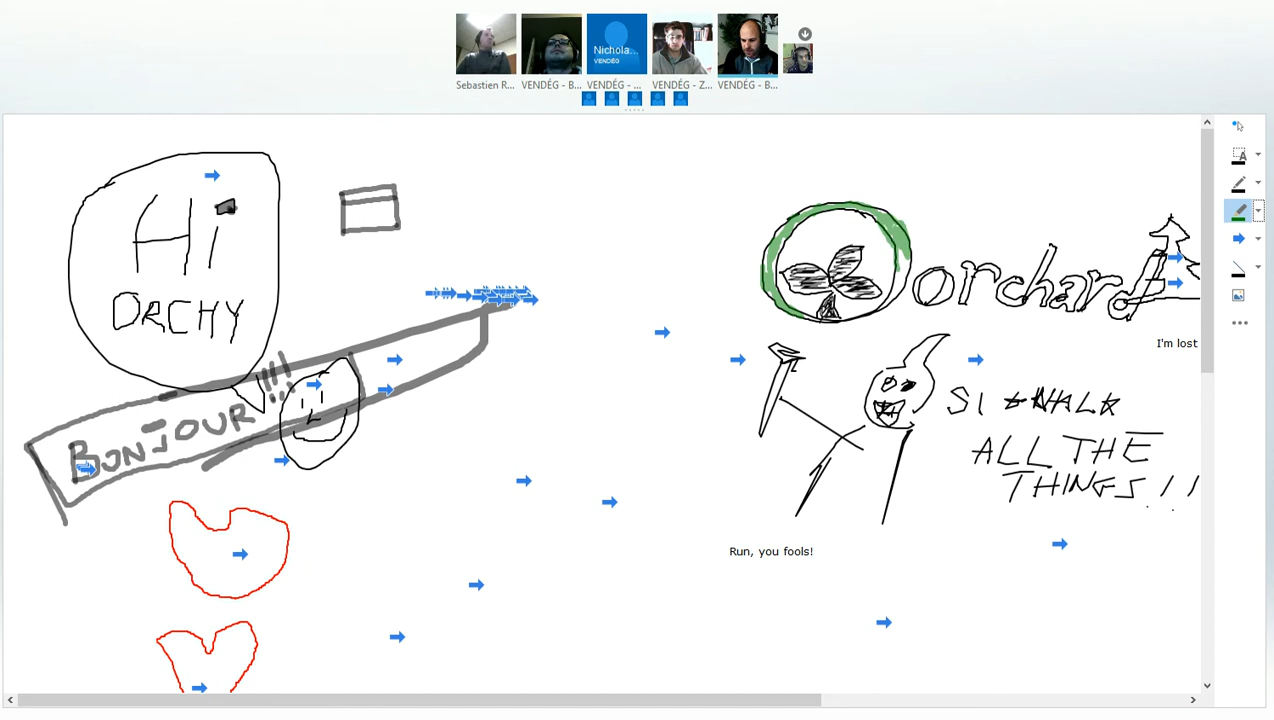 Nichola...
VENDÉG
Sebastien R...
VENDÉG - B...
VENDÉG - ...
VENDÉG - Z...
VENDÉG - B...
Hi
ORCHY
!!!
BONJOUR
orchard
I'm lost
ALL THE
THINGS!!
Run, you fools!